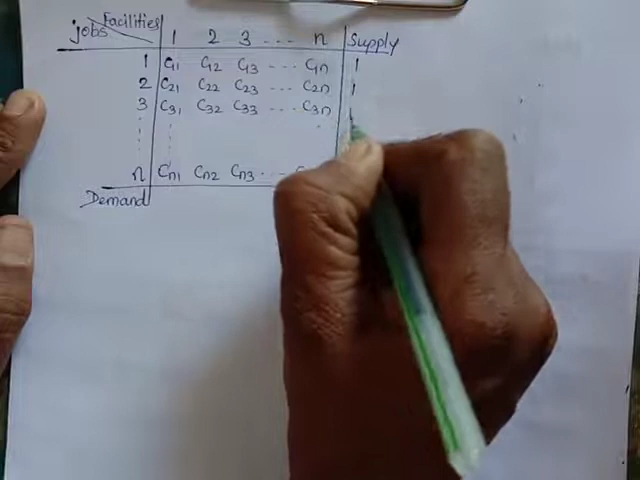 Facilities
jobs 1 2 3 ---- n Supply
1 C11 C12 C13 ---- C1n 1
2 C21 C22 C23 --- C2n 1
3 C31 C32 C33 --- C3n
n Cn1 Cn2 Cn3 ----
Demand